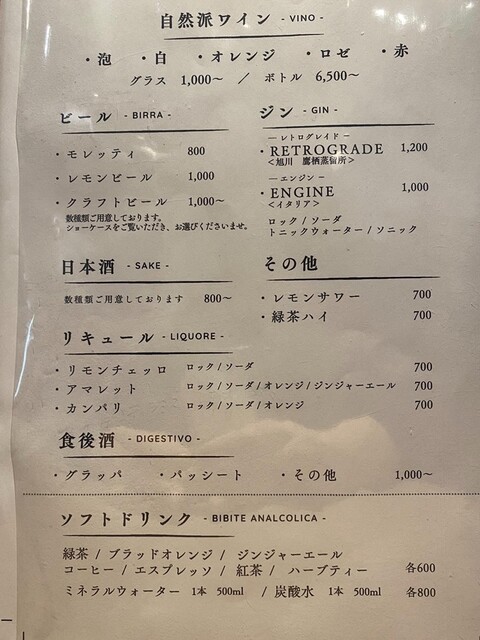 自然派ワイン - VINO -
・泡 ・白 ・オレンジ ・ロゼ ・赤
グラス 1,000〜 / ボトル 6,500〜
ビール - BIRRA -
・モレッティ 800
・レモンビール 1,000
・クラフトビール 1,000〜
数種類ご用意しております。
ショーケースをご覧いただき、お選びくださいませ。
ジン - GIN -
― レトログレイド ―
・RETROGRADE 1,200
<旭川 鷹栖蒸留所>
― エンジン ―
・ENGINE 1,000
<イタリア>
ロック / ソーダ
トニックウォーター / ソニック
日本酒 - SAKE -
数種類ご用意しております 800〜
その他
・レモンサワー 700
・緑茶ハイ 700
リキュール - LIQUORE -
・リモンチェッロ ロック / ソーダ 700
・アマレット ロック / ソーダ / オレンジ / ジンジャーエール 700
・カンパリ ロック / ソーダ / オレンジ 700
食後酒 - DIGESTIVO -
・グラッパ ・パッシート ・その他 1,000〜
ソフトドリンク - BIBITE ANALCOLICA -
緑茶 / ブラッドオレンジ / ジンジャーエール
コーヒー / エスプレッソ / 紅茶 / ハーブティー 各600
ミネラルウォーター 1本 500ml / 炭酸水 1本 500ml 各800